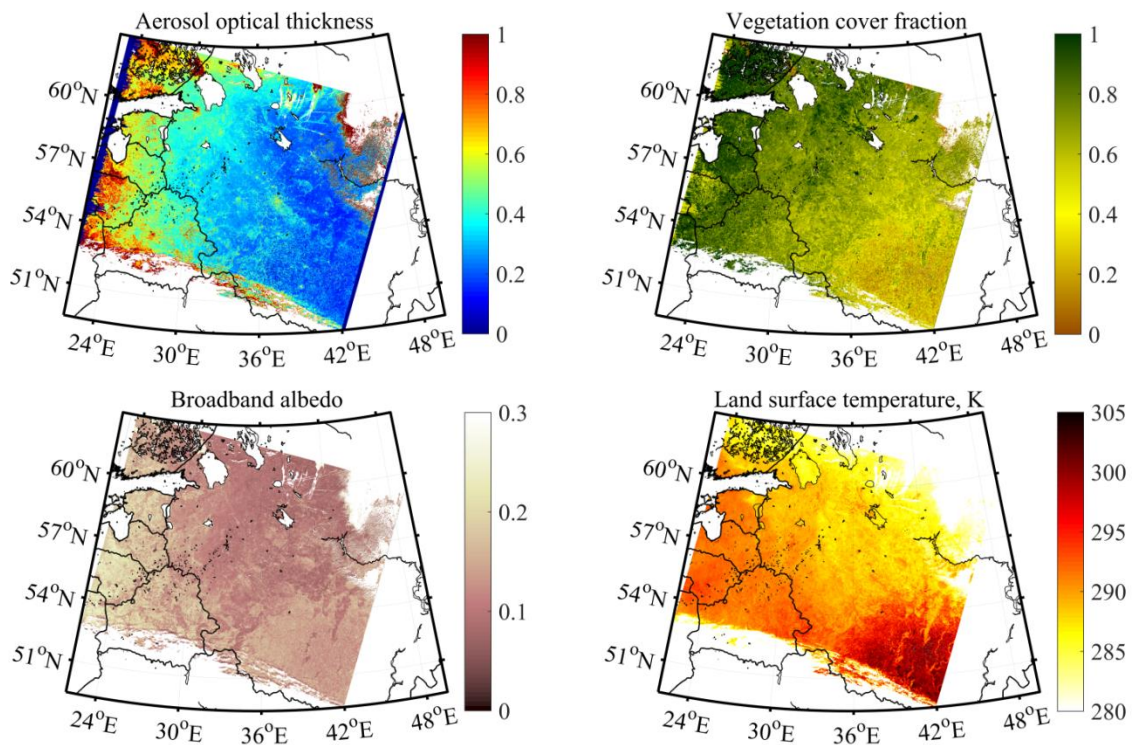 Aerosol optical thickness
60°N
57°N
54°N
51°N
24°E
30°E
36°E
42°E
48°E
1
0.8
0.6
0.4
0.2
0
Vegetation cover fraction
60°N
57°N
54°N
51°N
24°E
30°E
36°E
42°E
48°E
1
0.8
0.6
0.4
0.2
0
Broadband albedo
60°N
57°N
54°N
51°N
24°E
30°E
36°E
42°E
48°E
0.3
0.2
0.1
0
Land surface temperature, K
60°N
57°N
54°N
51°N
24°E
30°E
36°E
42°E
48°E
305
300
295
290
285
280